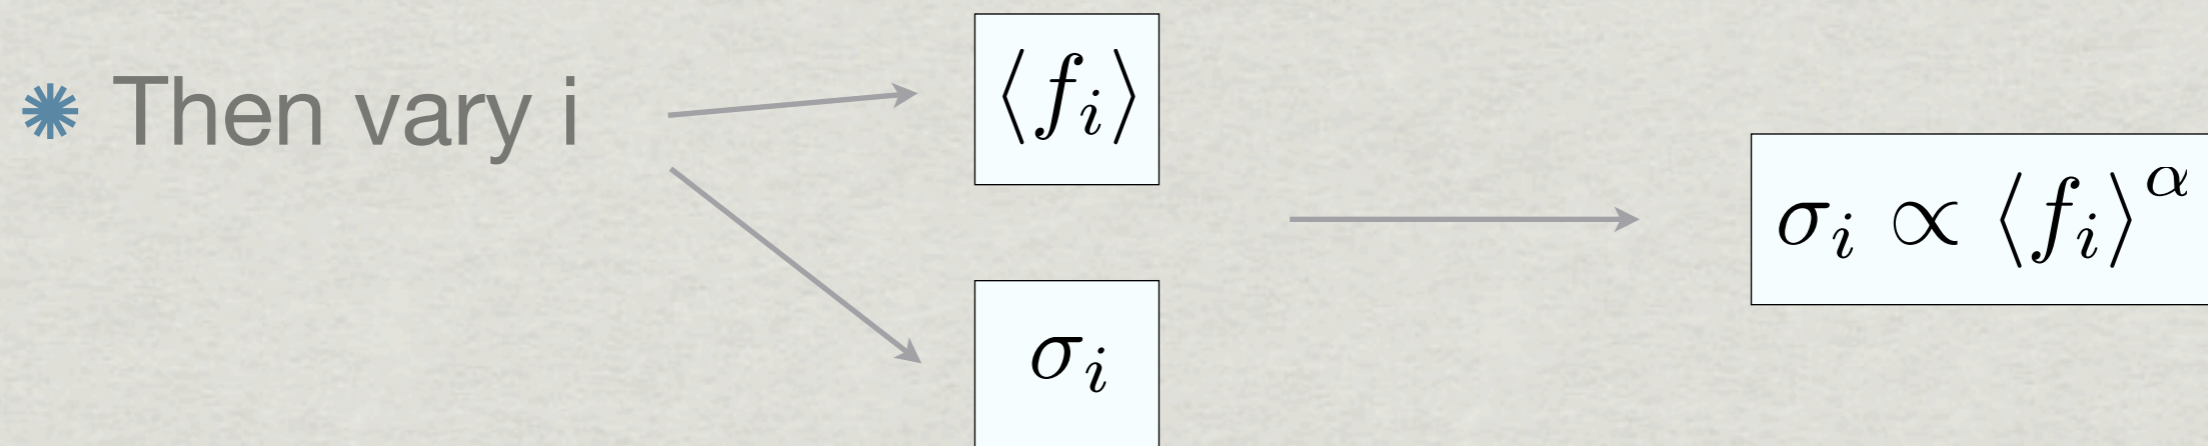 Then vary i
⟨f_i⟩
σ_i
σ_i ∝ ⟨f_i⟩^α